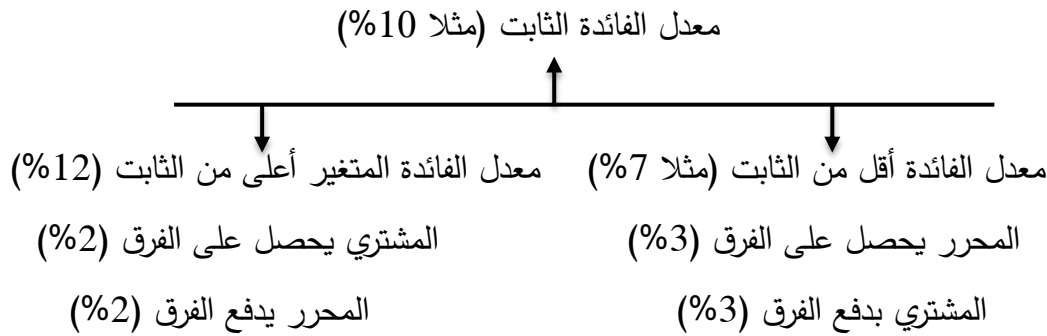 معدل الفائدة الثابت (مثلا 10%)
معدل الفائدة أقل من الثابت (مثلا 7%) معدل الفائدة المتغير أعلى من الثابت (12%)
المحرر يحصل على الفرق (3%) المشتري يحصل على الفرق (2%)
المشتري بدفع الفرق (3%) المحرر يدفع الفرق (2%)